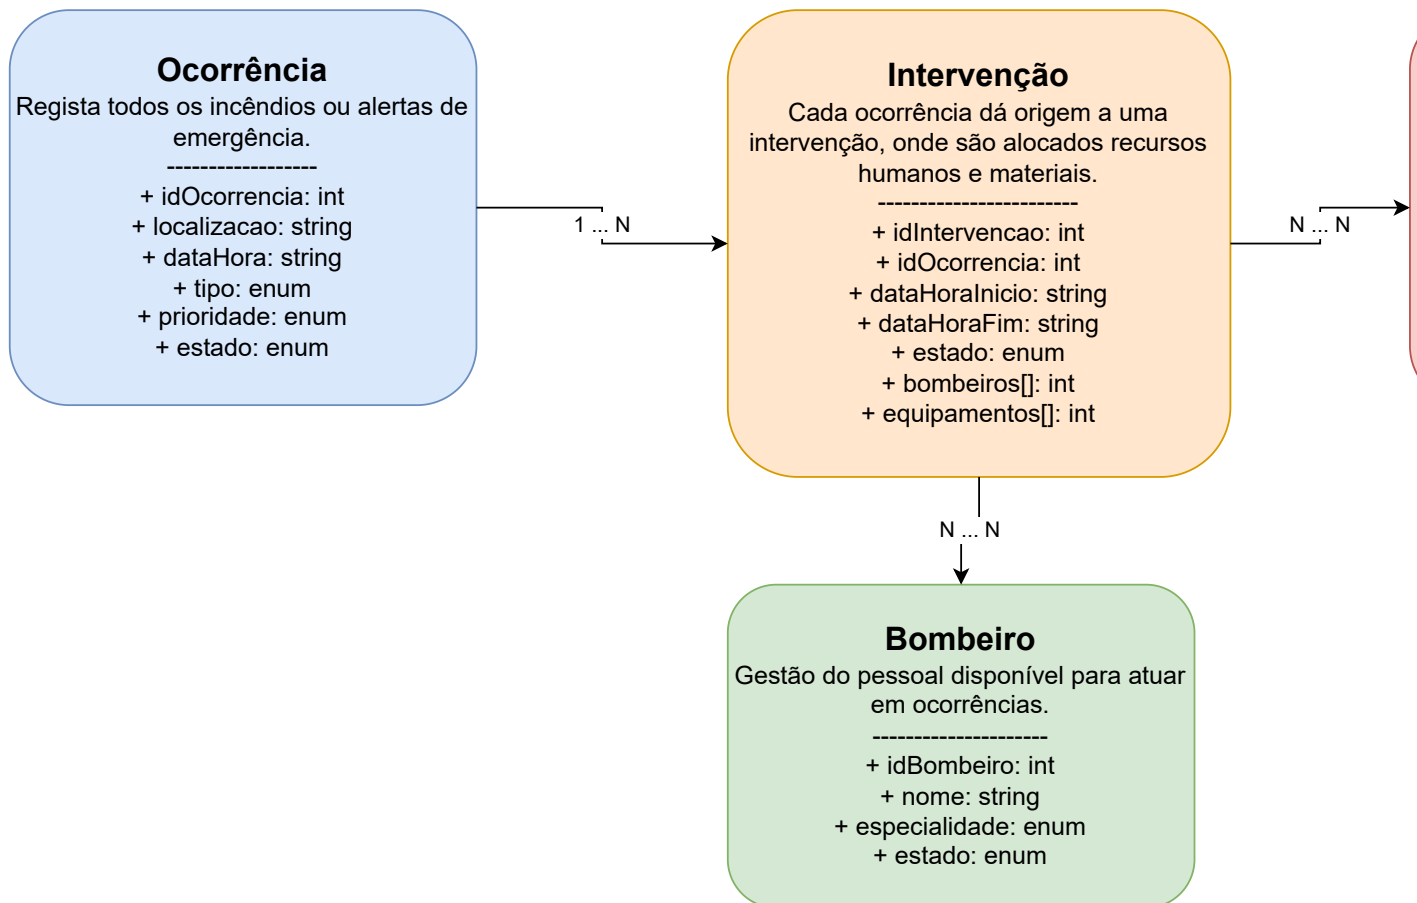 Ocorrência
Regista todos os incêndios ou alertas de
emergência.
------------------
+ idOcorrencia: int
+ localizacao: string
+ dataHora: string
+ tipo: enum
+ prioridade: enum
+ estado: enum
1 ... N
Intervenção
Cada ocorrência dá origem a uma
intervenção, onde são alocados recursos
humanos e materiais.
------------------------
+ idIntervencao: int
+ idOcorrencia: int
+ dataHoraInicio: string
+ dataHoraFim: string
+ estado: enum
+ bombeiros[]: int
+ equipamentos[]: int
N ... N
N ... N
Bombeiro
Gestão do pessoal disponível para atuar
em ocorrências.
---------------------
+ idBombeiro: int
+ nome: string
+ especialidade: enum
+ estado: enum